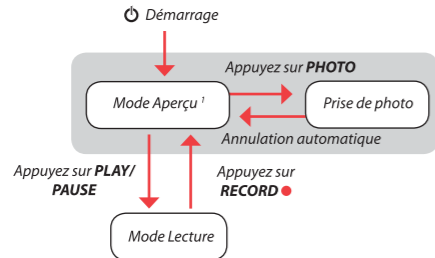 Démarrage
Appuyez sur PHOTO
Mode Aperçu 1
Prise de photo
Annulation automatique
Appuyez sur PLAY/
PAUSE
Appuyez sur
RECORD
Mode Lecture